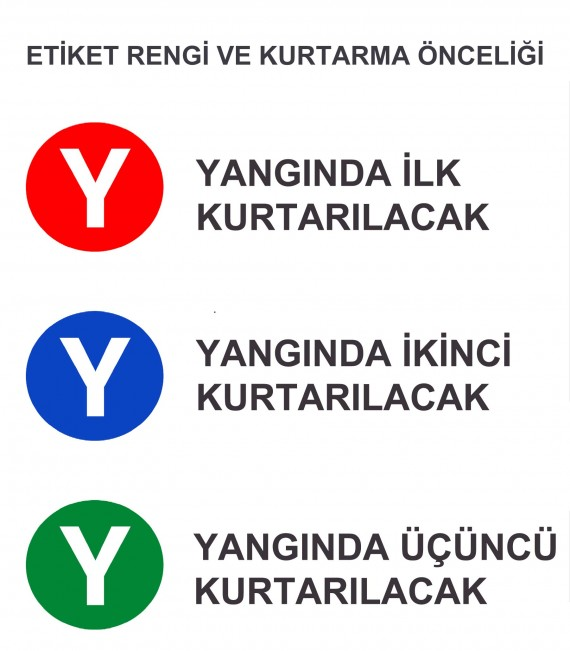 ETİKET RENGİ VE KURTARMA ÖNCELİĞİ
Y
YANGINDA İLK
KURTARILACAK
Y
YANGINDA İKİNCİ
KURTARILACAK
Y
YANGINDA ÜÇÜNCÜ
KURTARILACAK